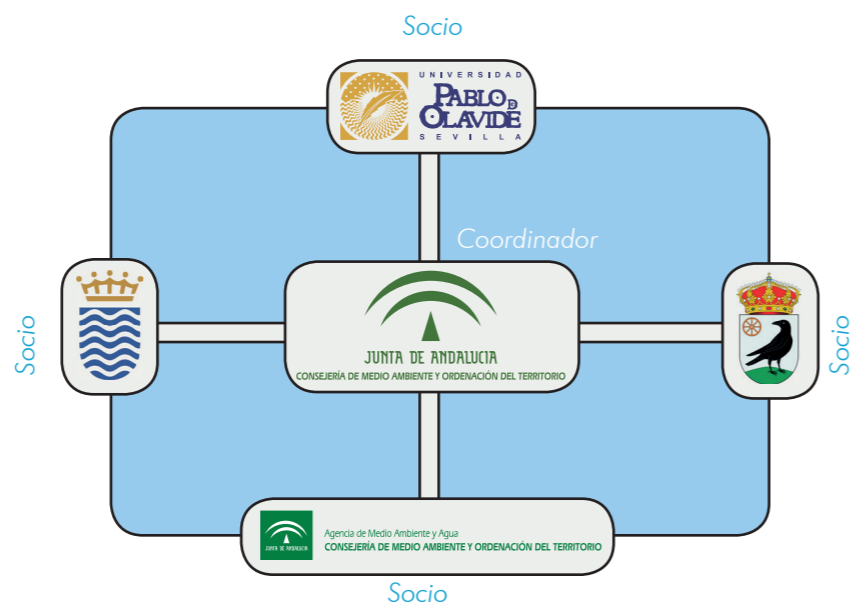 Socio
UNIVERSIDAD
PABLO DE
OLAVIDE
SEVILLA
Coordinador
JUNTA DE ANDALUCIA
CONSEJERÍA DE MEDIO AMBIENTE Y ORDENACIÓN DEL TERRITORIO
Socio
Socio
JUNTA DE ANDALUCIA
Agencia de Medio Ambiente y Agua
CONSEJERÍA DE MEDIO AMBIENTE Y ORDENACIÓN DEL TERRITORIO
Socio